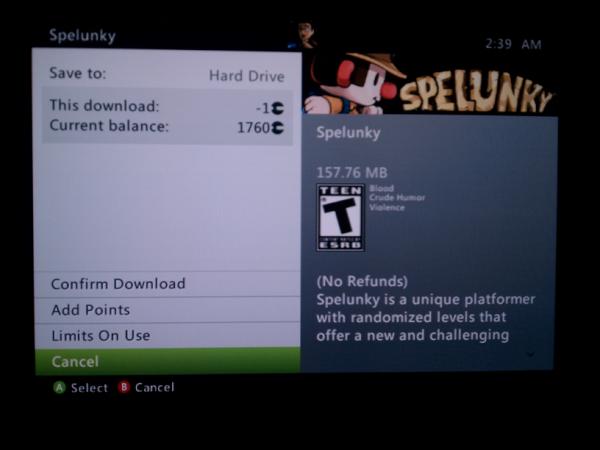 Spelunky
2:39 AM
Save to: Hard Drive
This download: -1
Current balance: 1760
SPELUNKY
Spelunky
157.76 MB
TEEN
T
ESRB
Blood
Crude Humor
Violence
(No Refunds)
Spelunky is a unique platformer
with randomized levels that
offer a new and challenging
Confirm Download
Add Points
Limits On Use
Cancel
A Select B Cancel